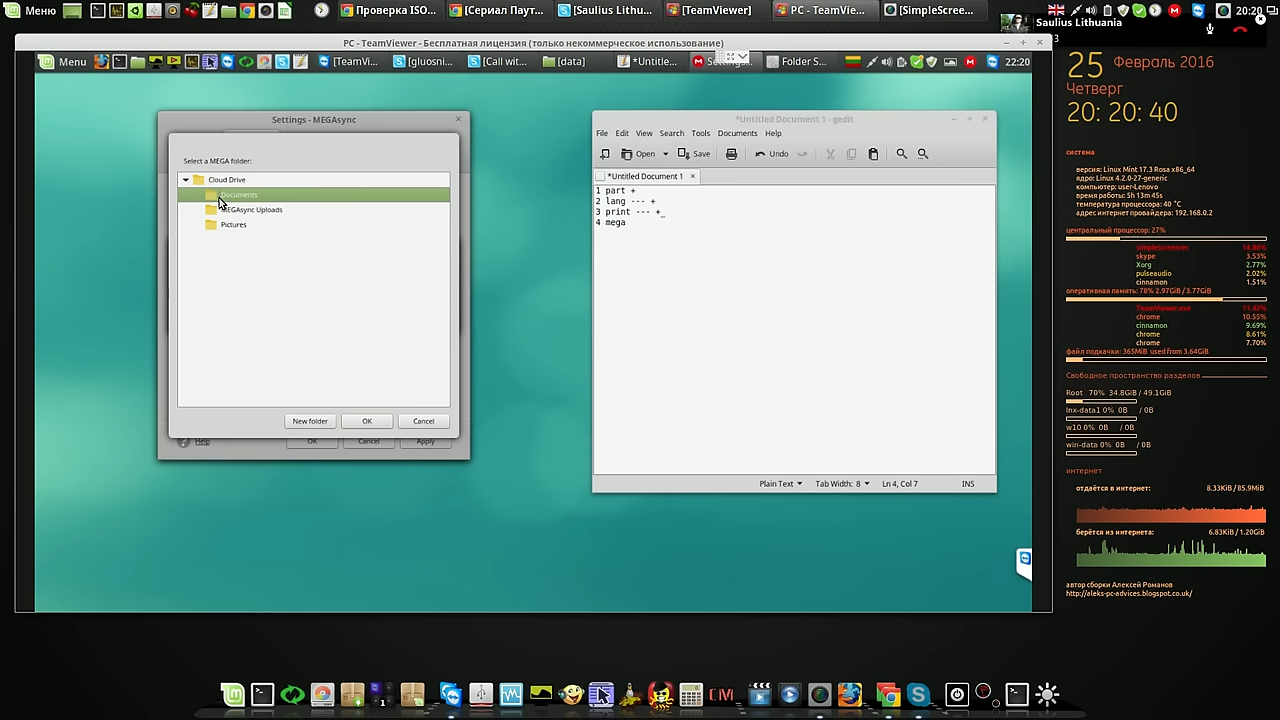 Меню
Проверка ISO...
[Сериал Паут...
[Saulius Lithu...
[TeamViewer]
PC - TeamVie...
[SimpleScree...
20:20
Saulius Lithuania
3
PC - TeamViewer - Бесплатная лицензия (только некоммерческое использование)
Menu
[TeamVi...
[gluosni...
[Call wit...
[data]
*Untitle...
Folder S...
22:20
Settings - MEGAsync
Select a MEGA folder:
Cloud Drive
Documents
MEGAsync Uploads
Pictures
New folder
OK
Cancel
Help
OK
Cancel
Apply
*Untitled Document 1 - gedit
File Edit View Search Tools Documents Help
Open
Save
Undo
*Untitled Document 1
1 part +
2 lang --- +
3 print --- +_
4 mega
Plain Text
Tab Width: 8
Ln 4, Col 7
INS
25 Февраль 2016
Четверг
20: 20: 40
система
версия: Linux Mint 17.3 Rosa x86_64
ядро: Linux 4.2.0-27-generic
компьютер: user-Lenovo
время работы: 5h 13m 45s
температура процессора: 40 °C
адрес интернет провайдера: 192.168.0.2
центральный процессор: 27%
simplescreenrec 14.86%
skype 3.53%
Xorg 2.77%
pulseaudio 2.02%
cinnamon 1.51%
оперативная память: 78% 2.97GiB / 3.77GiB
TeamViewer.exe 11.42%
chrome 10.55%
cinnamon 9.69%
chrome 8.61%
chrome 7.70%
файл подкачки: 365MiB used from 3.64GiB
Свободное пространство разделов
Root 70% 34.8GiB / 49.1GiB
lnx-data1 0% 0B / 0B
w10 0% 0B / 0B
win-data 0% 0B / 0B
интернет
отдаётся в интернет: 8.33KiB / 85.9MiB
берётся из интернета: 6.83KiB / 1.20GiB
автор сборки Алексей Романов
http://aleks-pc-advices.blogspot.co.uk/